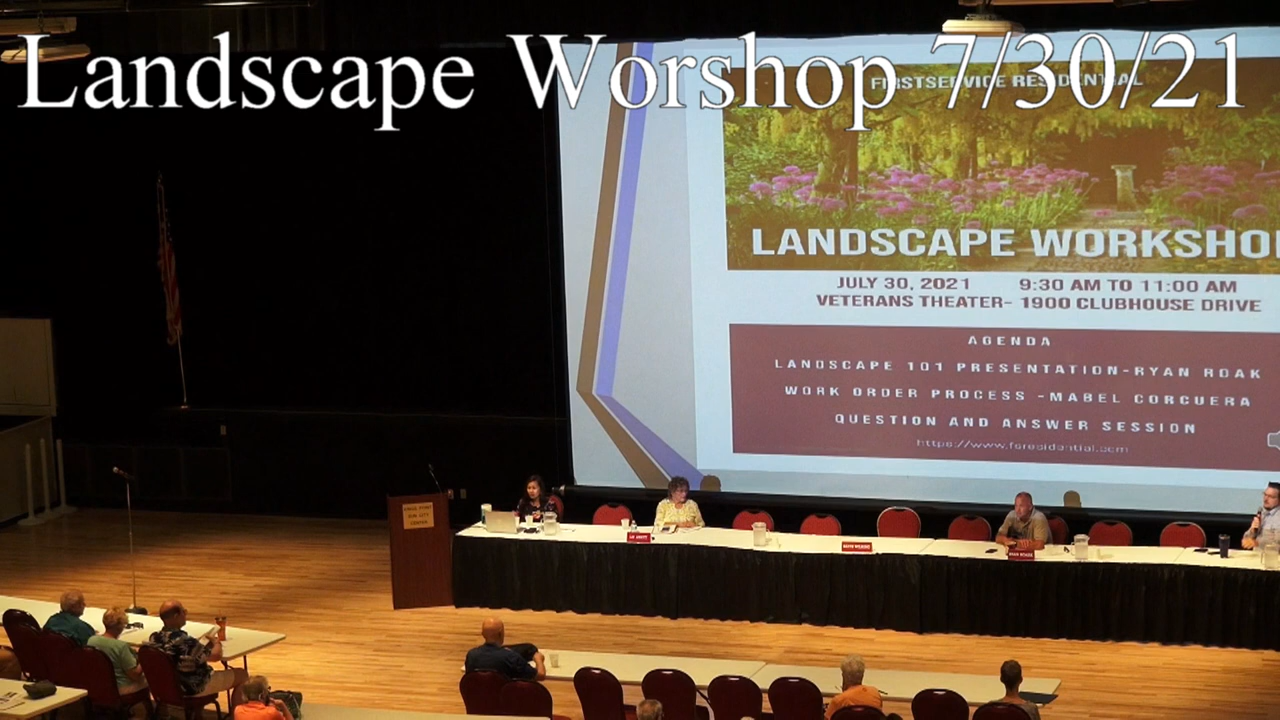 Landscape Worshop 7/30/21
FIRSTSERVICE RESIDENTIAL
LANDSCAPE WORKSHOP
JULY 30, 2021 9:30 AM TO 11:00 AM
VETERANS THEATER- 1900 CLUBHOUSE DRIVE
AGENDA
LANDSCAPE 101 PRESENTATION-RYAN ROAK
WORK ORDER PROCESS -MABEL CORCUERA
QUESTION AND ANSWER SESSION
https://www.fsresidential.com